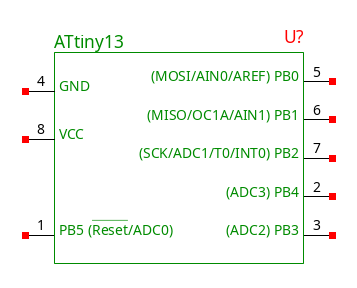 ATtiny13 U?
4 GND (MOSI/AIN0/AREF) PB0 5
(MISO/OC1A/AIN1) PB1 6
8 VCC (SCK/ADC1/T0/INT0) PB2 7
(ADC3) PB4 2
1 PB5 (Reset/ADC0) (ADC2) PB3 3